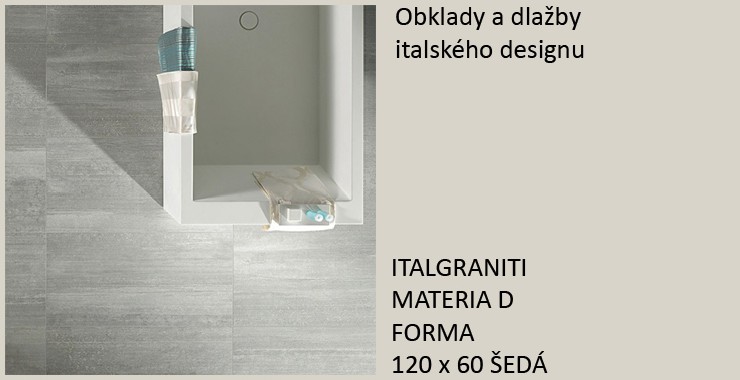 Obklady a dlažby
italského designu
ITALGRANITI
MATERIA D
FORMA
120 x 60 ŠEDÁ